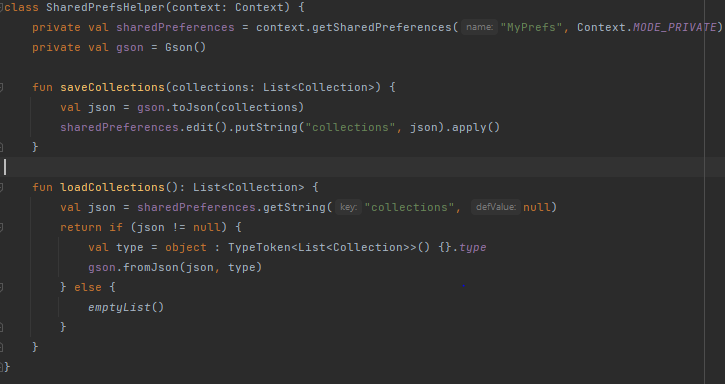 class SharedPrefsHelper(context: Context) {
    private val sharedPreferences = context.getSharedPreferences( name: "MyPrefs", Context.MODE_PRIVATE)
    private val gson = Gson()

    fun saveCollections(collections: List<Collection>) {
        val json = gson.toJson(collections)
        sharedPreferences.edit().putString("collections", json).apply()
    }

    fun loadCollections(): List<Collection> {
        val json = sharedPreferences.getString( key: "collections", defValue: null)
        return if (json != null) {
            val type = object : TypeToken<List<Collection>>() {}.type
            gson.fromJson(json, type)
        } else {
            emptyList()
        }
    }
}